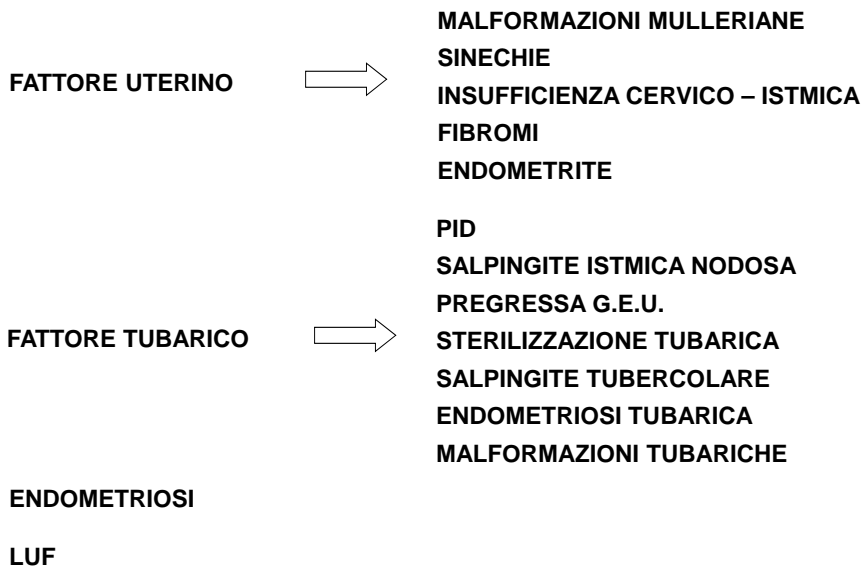 FATTORE UTERINO
MALFORMAZIONI MULLERIANE
SINECHIE
INSUFFICIENZA CERVICO – ISTMICA
FIBROMI
ENDOMETRITE
FATTORE TUBARICO
PID
SALPINGITE ISTMICA NODOSA
PREGRESSA G.E.U.
STERILIZZAZIONE TUBARICA
SALPINGITE TUBERCOLARE
ENDOMETRIOSI TUBARICA
MALFORMAZIONI TUBARICHE
ENDOMETRIOSI
LUF